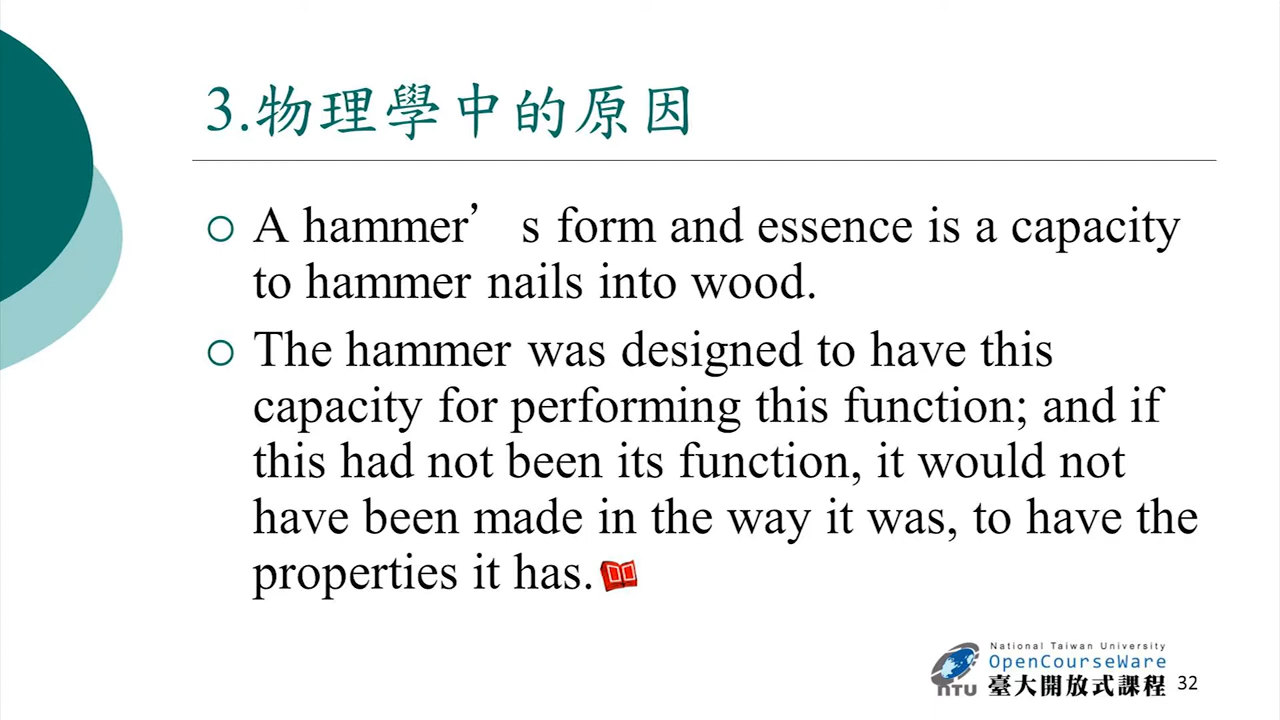 3.物理學中的原因
A hammer’s form and essence is a capacity
to hammer nails into wood.
The hammer was designed to have this
capacity for performing this function; and if
this had not been its function, it would not
have been made in the way it was, to have the
properties it has.
National Taiwan University
OpenCourseWare
NTU 臺大開放式課程 32